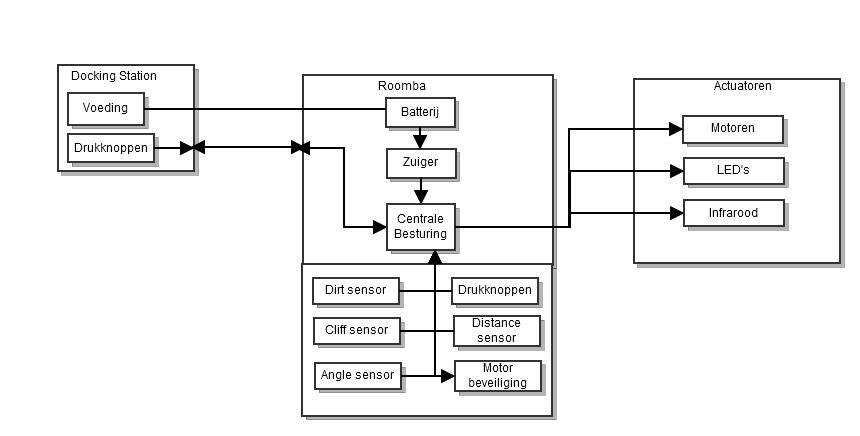 Docking Station
Voeding
Drukknoppen
Roomba
Batterij
Zuiger
Centrale
Besturing
Dirt sensor
Drukknoppen
Cliff sensor
Distance
sensor
Angle sensor
Motor
beveiliging
Actuatoren
Motoren
LED's
Infrarood